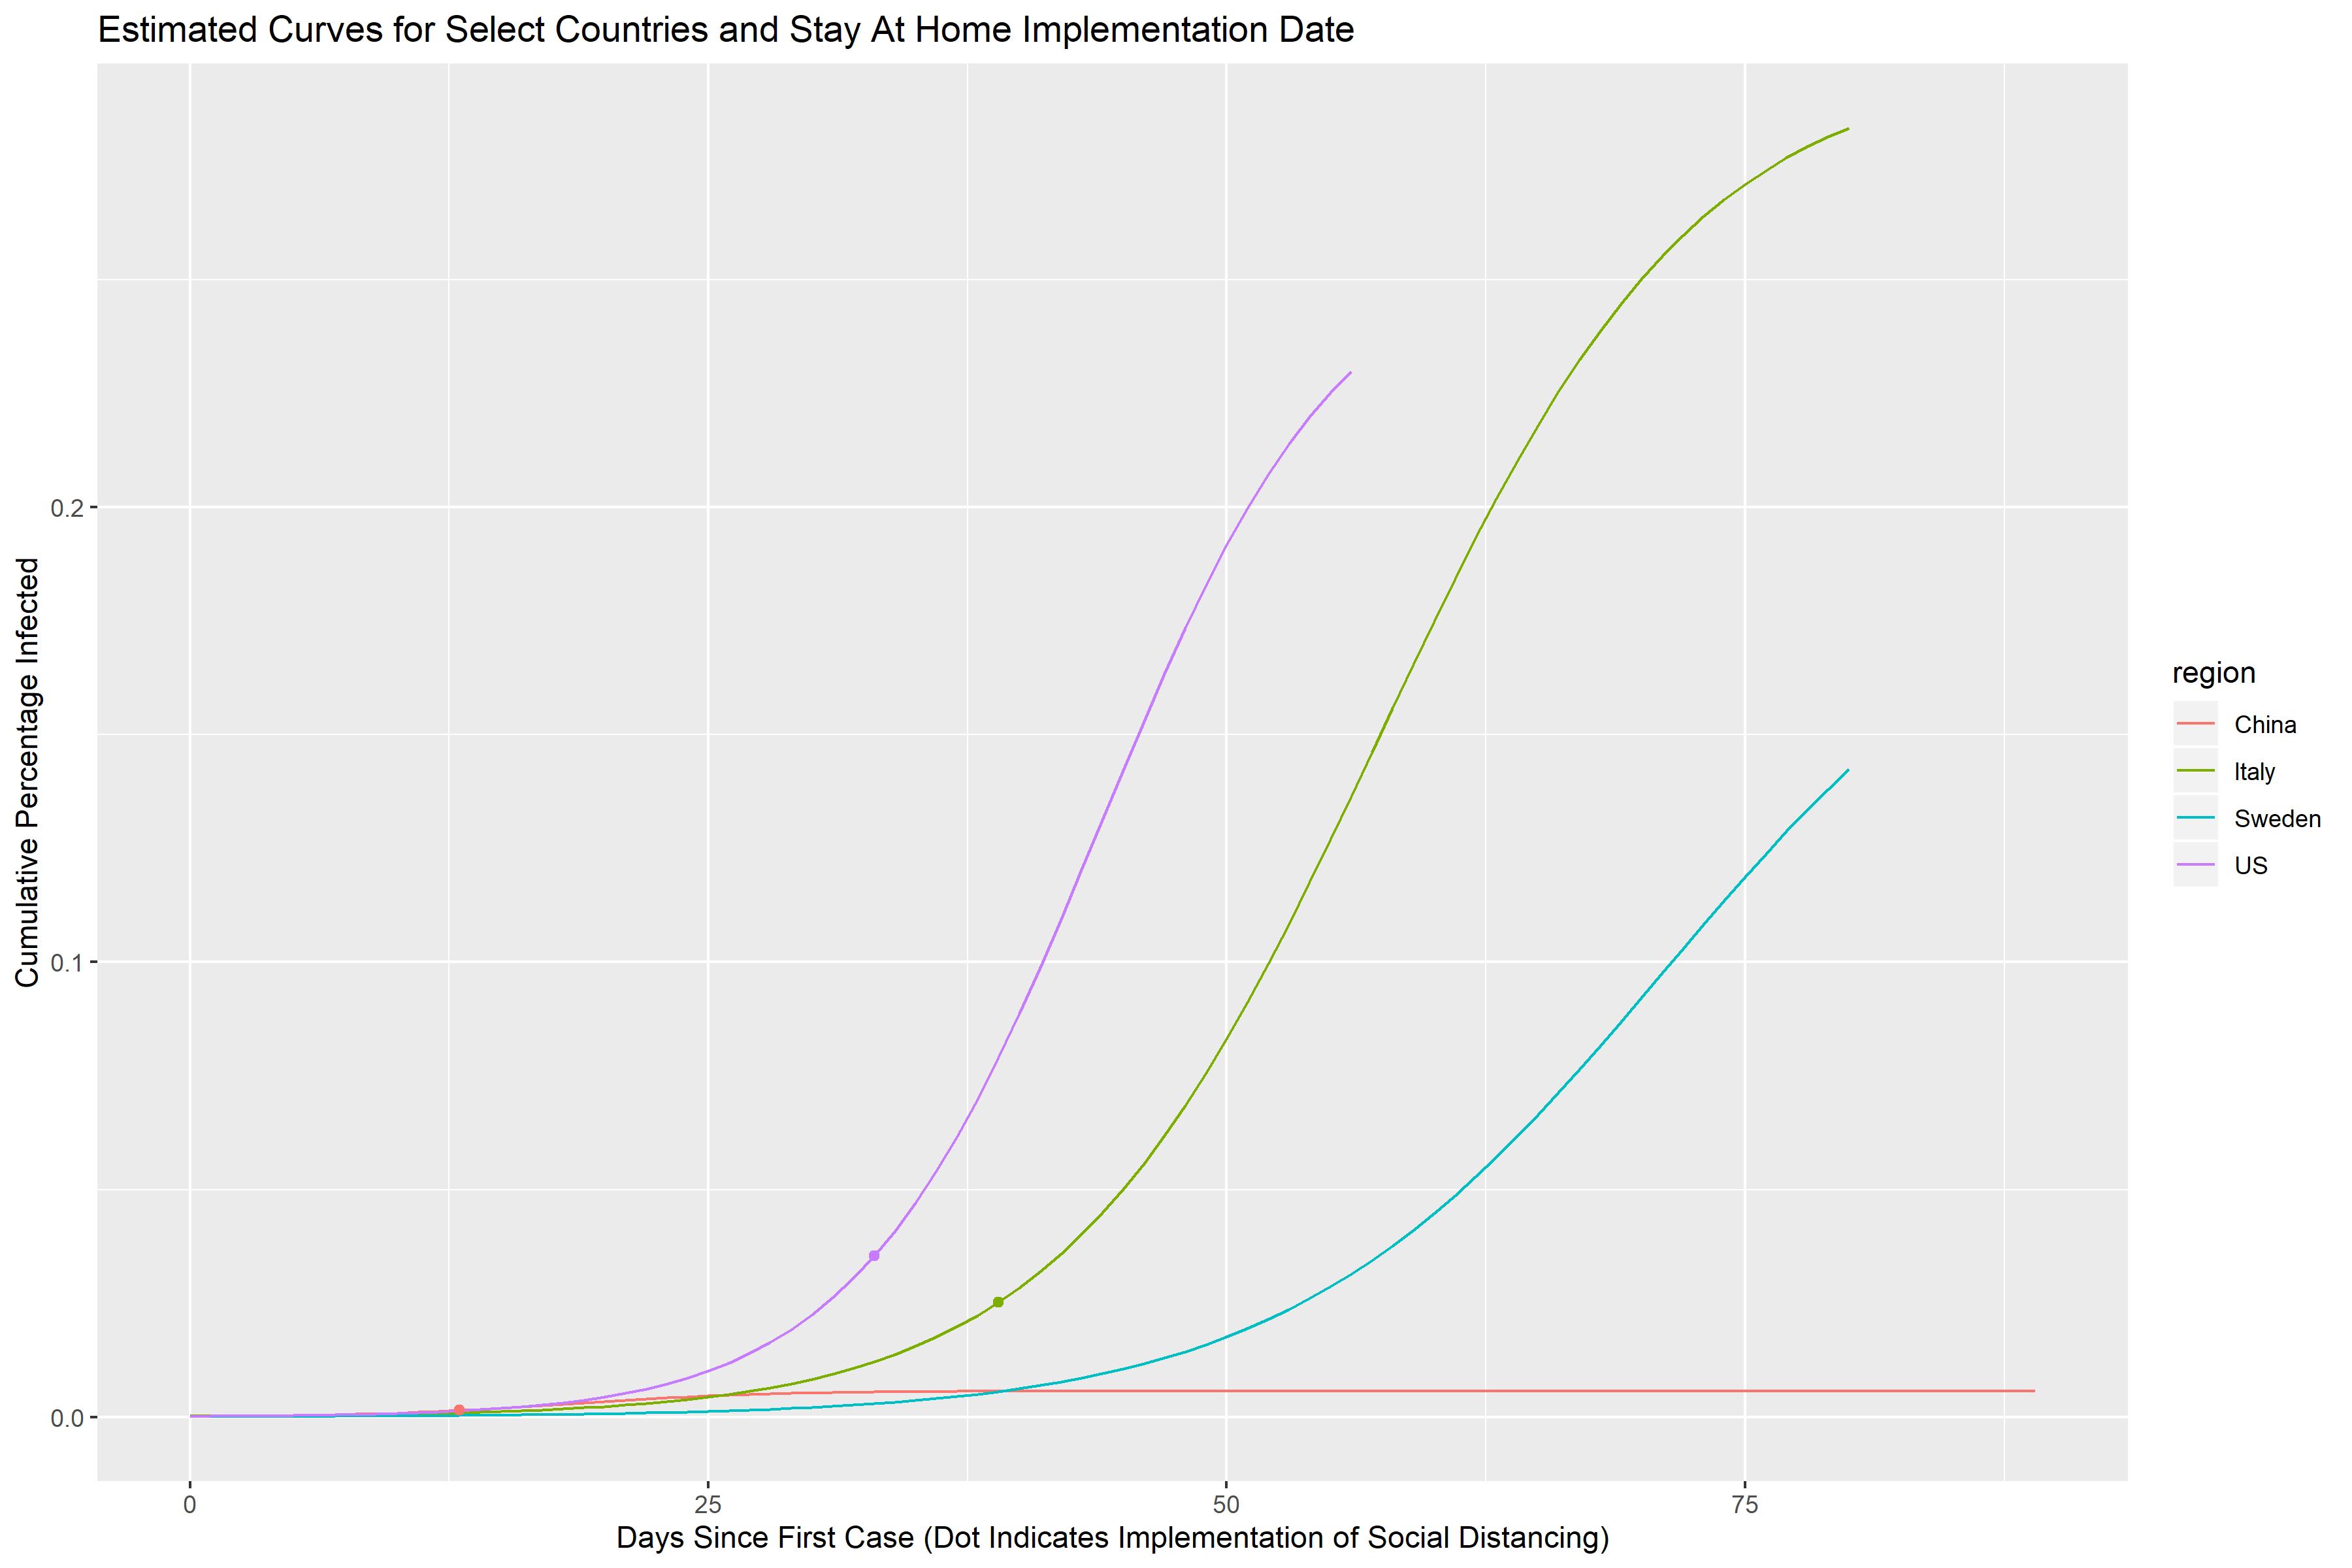 Estimated Curves for Select Countries and Stay At Home Implementation Date
Cumulative Percentage Infected
0.2
0.1
0.0
0
25
50
75
Days Since First Case (Dot Indicates Implementation of Social Distancing)
region
China
Italy
Sweden
US